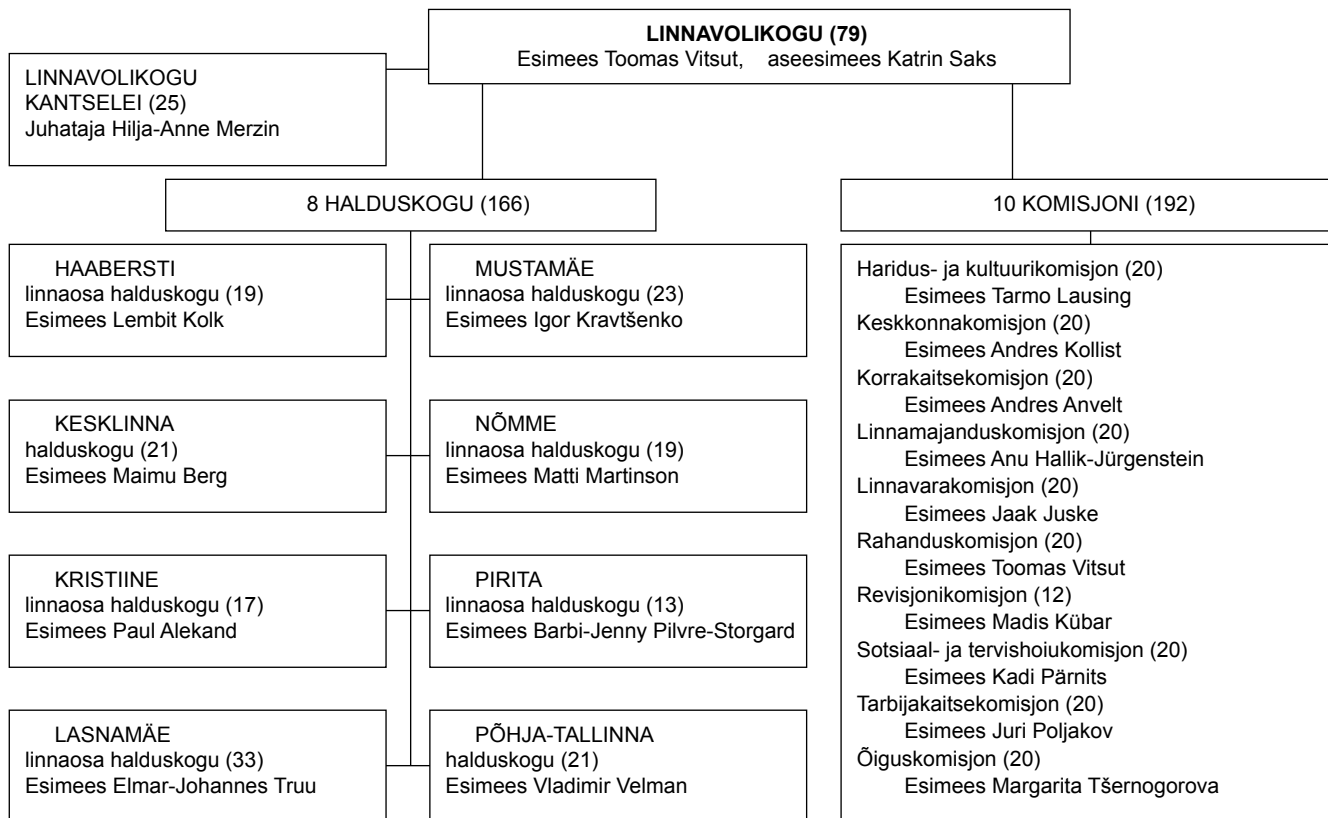 LINNAVOLIKOGU (79)
Esimees Toomas Vitsut, aseesimees Katrin Saks
LINNAVOLIKOGU
KANTSELEI (25)
Juhataja Hilja-Anne Merzin
8 HALDUSKOGU (166)
10 KOMISJONI (192)
HAABERSTI
linnaosa halduskogu (19)
Esimees Lembit Kolk
MUSTAMÄE
linnaosa halduskogu (23)
Esimees Igor Kravtšenko
KESKLINNA
halduskogu (21)
Esimees Maimu Berg
NÕMME
linnaosa halduskogu (19)
Esimees Matti Martinson
KRISTIINE
linnaosa halduskogu (17)
Esimees Paul Alekand
PIRITA
linnaosa halduskogu (13)
Esimees Barbi-Jenny Pilvre-Storgard
LASNAMÄE
linnaosa halduskogu (33)
Esimees Elmar-Johannes Truu
PÕHJA-TALLINNA
halduskogu (21)
Esimees Vladimir Velman
Haridus- ja kultuurikomisjon (20)
Esimees Tarmo Lausing
Keskkonnakomisjon (20)
Esimees Andres Kollist
Korrakaitsekomisjon (20)
Esimees Andres Anvelt
Linnamajanduskomisjon (20)
Esimees Anu Hallik-Jürgenstein
Linnavarakomisjon (20)
Esimees Jaak Juske
Rahanduskomisjon (20)
Esimees Toomas Vitsut
Revisjonikomisjon (12)
Esimees Madis Kübar
Sotsiaal- ja tervishoiukomisjon (20)
Esimees Kadi Pärnits
Tarbijakaitsekomisjon (20)
Esimees Juri Poljakov
Õiguskomisjon (20)
Esimees Margarita Tšernogorova